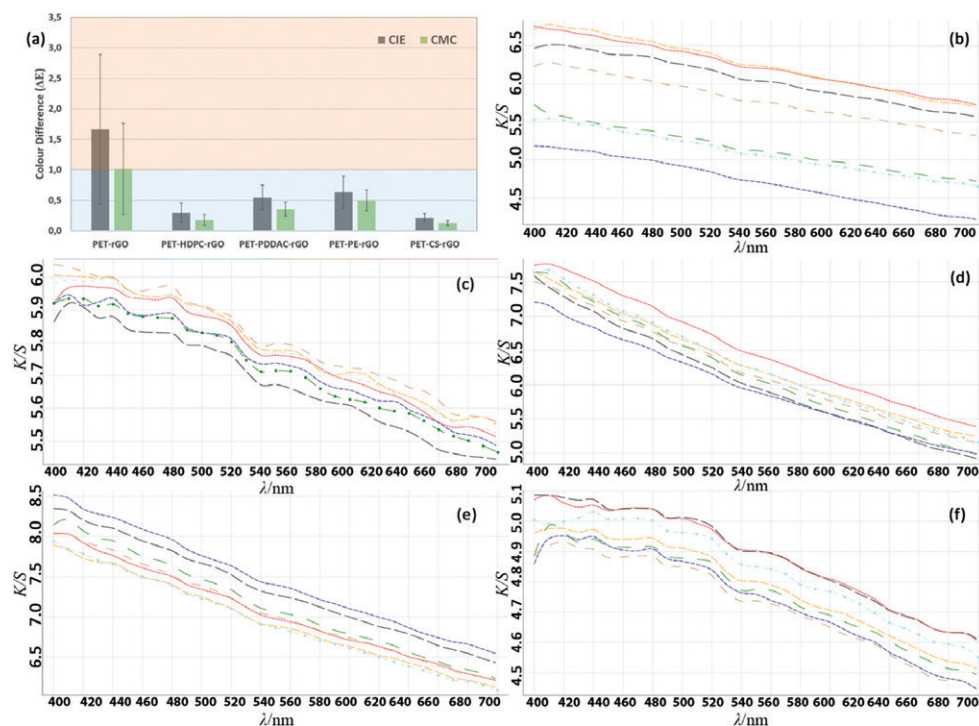 (a)
CIE CMC
Colour Difference (ΔE)
3,5
3,0
2,5
2,0
1,5
1,0
0,5
0,0
PET-rGO PET-HDPC-rGO PET-PDDAC-rGO PET-PE-rGO PET-CS-rGO
(b)
K/S
6.5
6.0
5.5
5.0
4.5
400 420 440 460 480 500 520 540 560 580 600 620 640 660 680 700
λ/nm
(c)
K/S
6.0
5.9
5.8
5.7
5.6
5.5
400 420 440 460 480 500 520 540 560 580 600 620 640 660 680 700
λ/nm
(d)
K/S
7.5
7.0
6.5
6.0
5.5
5.0
400 420 440 460 480 500 520 540 560 580 600 620 640 660 680 700
λ/nm
(e)
K/S
8.5
8.0
7.5
7.0
6.5
400 420 440 460 480 500 520 540 560 580 600 620 640 660 680 700
λ/nm
(f)
K/S
5.1
5.0
4.9
4.8
4.7
4.6
4.5
400 420 440 460 480 500 520 540 560 580 600 620 640 660 680 700
λ/nm